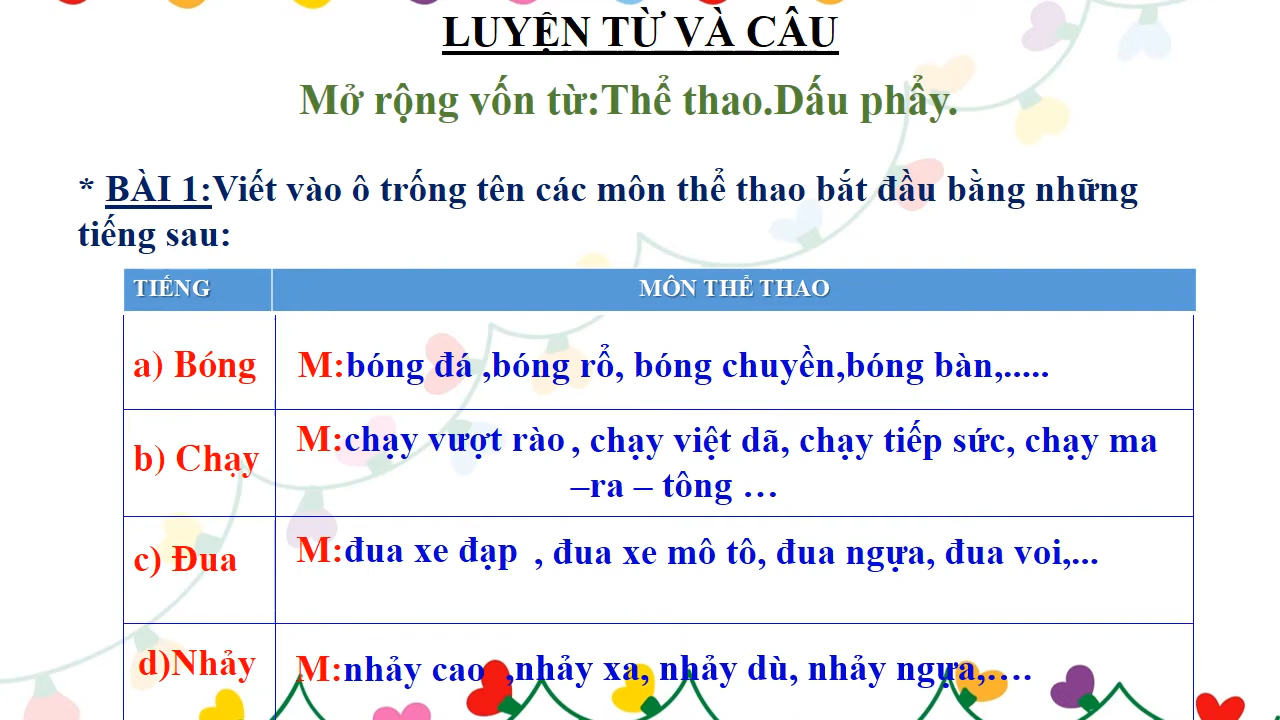 LUYỆN TỪ VÀ CÂU
Mở rộng vốn từ:Thể thao.Dấu phẩy.
* BÀI 1:Viết vào ô trống tên các môn thể thao bắt đầu bằng những
tiếng sau:
TIẾNG MÔN THỂ THAO
a) Bóng M:bóng đá ,bóng rổ, bóng chuyền,bóng bàn,.....
b) Chạy M:chạy vượt rào , chạy việt dã, chạy tiếp sức, chạy ma
–ra – tông …
c) Đua M:đua xe đạp , đua xe mô tô, đua ngựa, đua voi,...
d)Nhảy M:nhảy cao ,nhảy xa, nhảy dù, nhảy ngựa,….